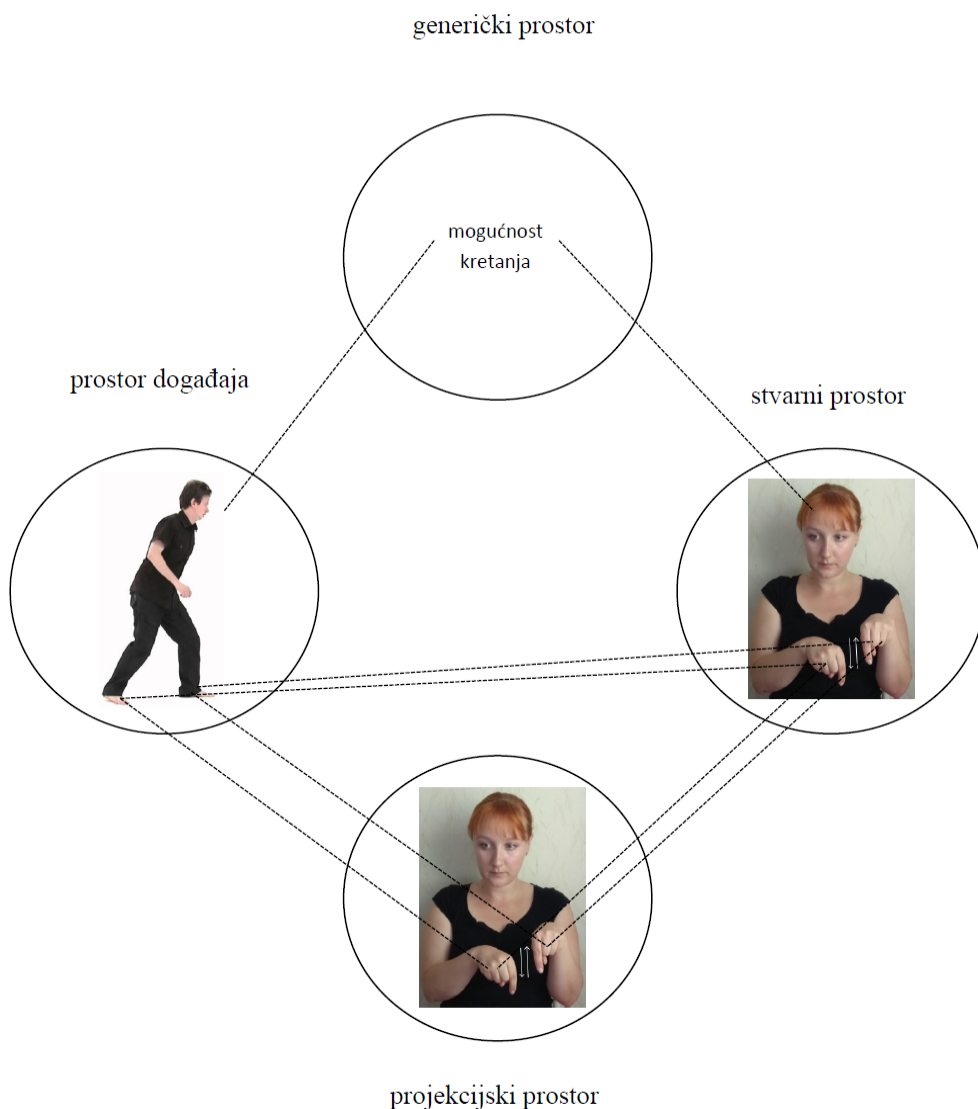 generički prostor
mogućnost
kretanja
prostor događaja
stvarni prostor
projekcijski prostor